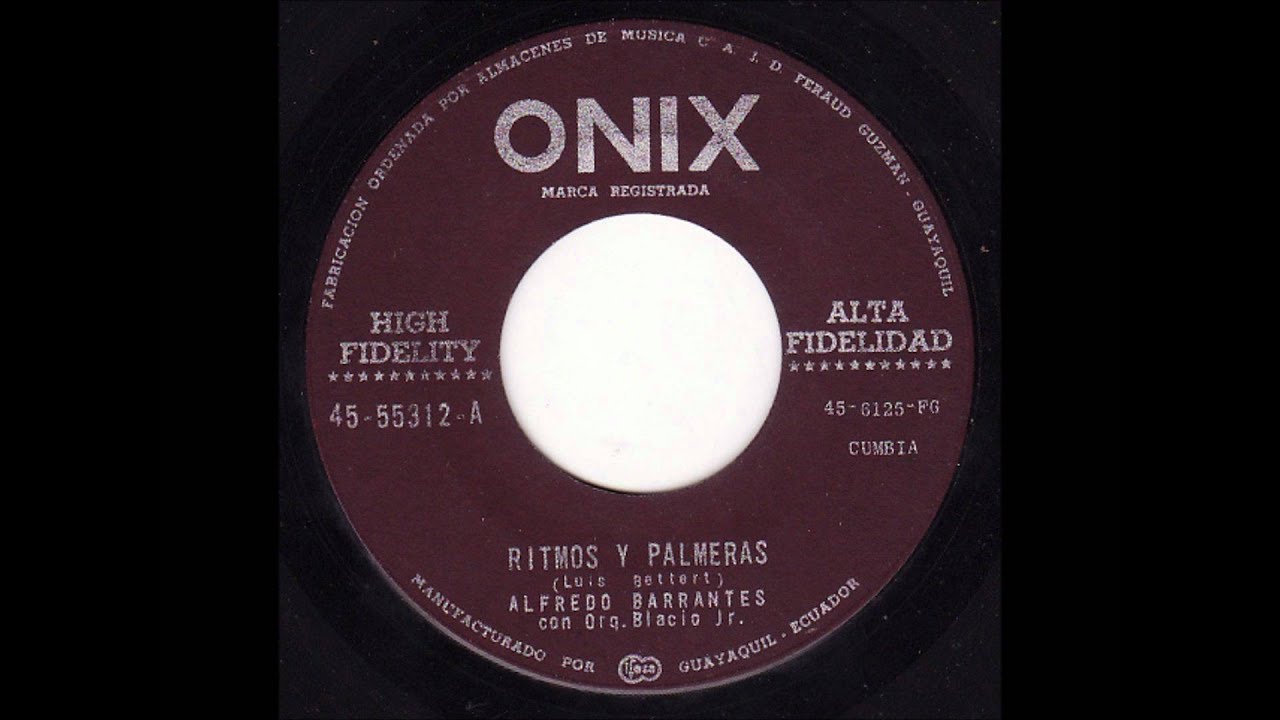 FABRICACION ORDENADA POR ALMACENES DE MUSICA C A. J. D. FERAUD GUZMAN - GUAYAQUIL
ONIX
MARCA REGISTRADA
HIGH
FIDELITY
***********
45-55312-A
ALTA
FIDELIDAD
***********
45-6125-FG
CUMBIA
RITMOS Y PALMERAS
(Luis Bettert)
ALFREDO BARRANTES
con Orq. Blacio Jr.
MANUFACTURADO POR ifesa GUAYAQUIL - ECUADOR